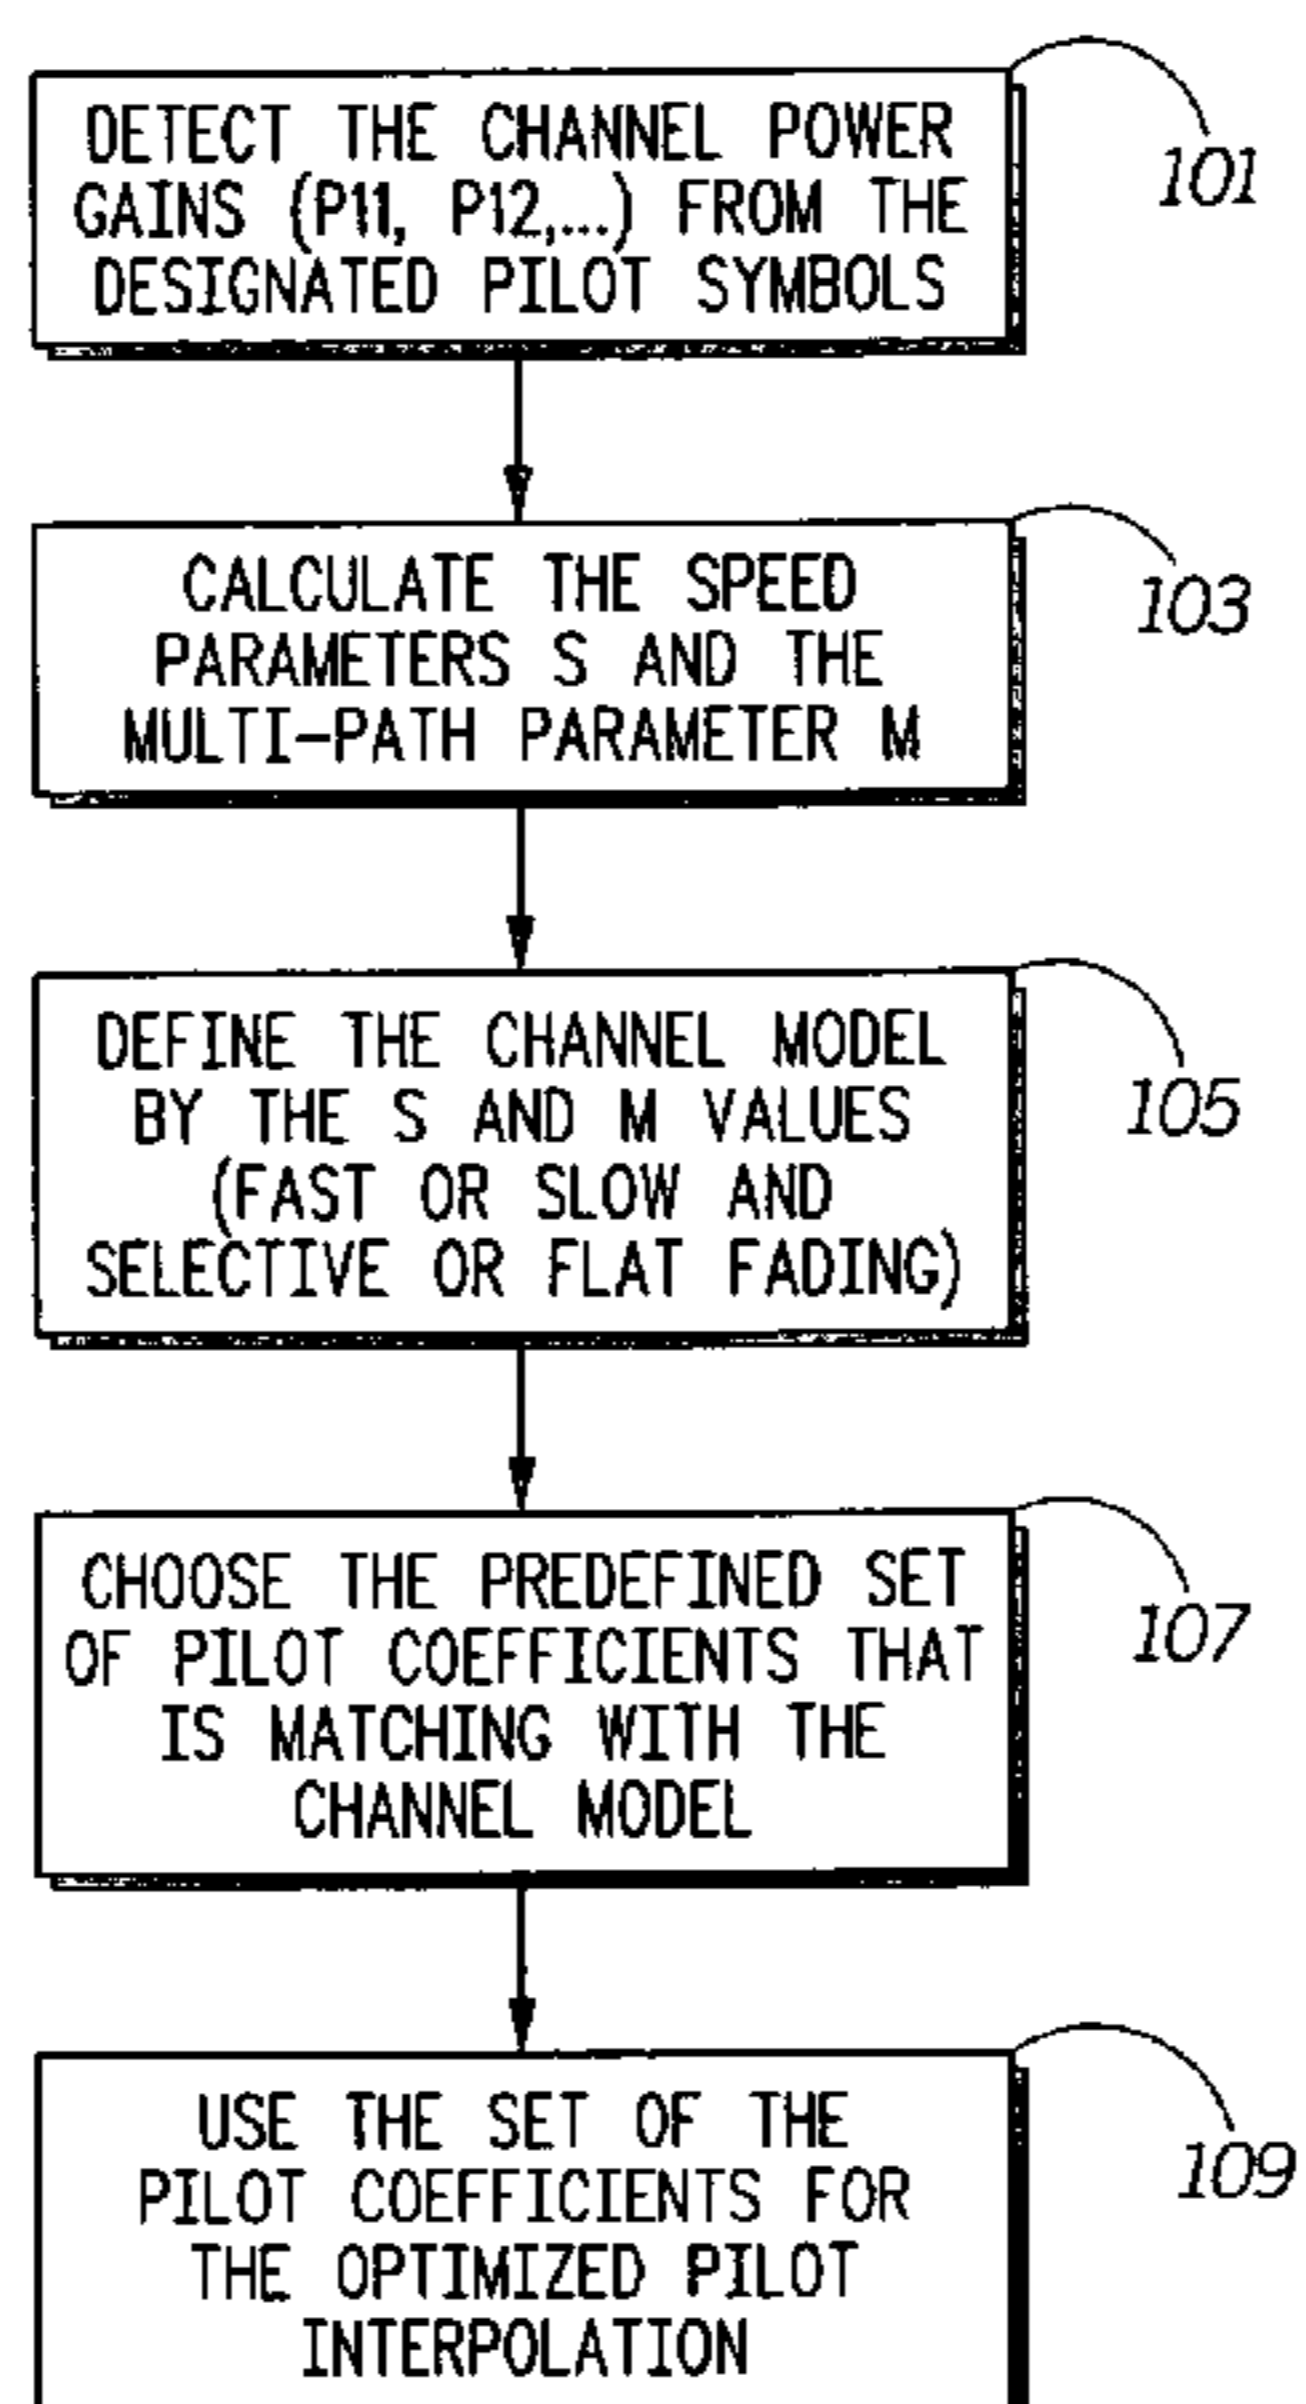 DETECT THE CHANNEL POWER
GAINS (P11, P12,...) FROM THE
DESIGNATED PILOT SYMBOLS
101
CALCULATE THE SPEED
PARAMETERS S AND THE
MULTI-PATH PARAMETER M
103
DEFINE THE CHANNEL MODEL
BY THE S AND M VALUES
(FAST OR SLOW AND
SELECTIVE OR FLAT FADING)
105
CHOOSE THE PREDEFINED SET
OF PILOT COEFFICIENTS THAT
IS MATCHING WITH THE
CHANNEL MODEL
107
USE THE SET OF THE
PILOT COEFFICIENTS FOR
THE OPTIMIZED PILOT
INTERPOLATION
109